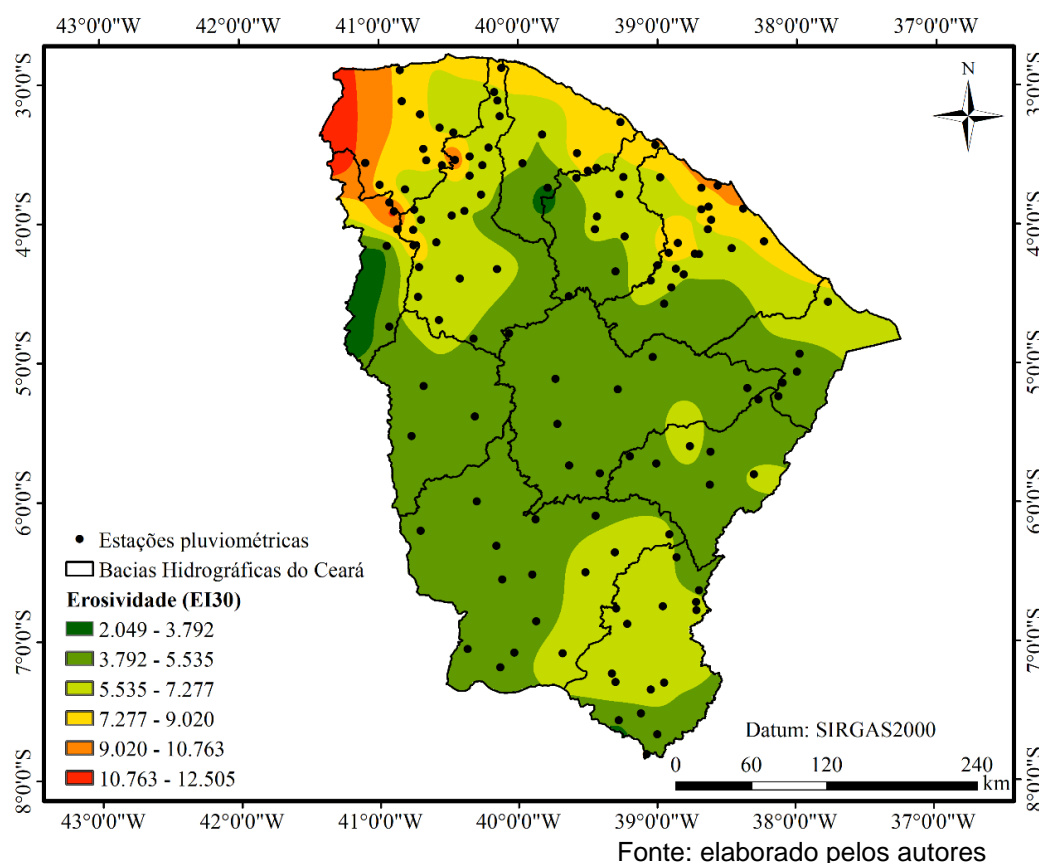 43°0'0"W 42°0'0"W 41°0'0"W 40°0'0"W 39°0'0"W 38°0'0"W 37°0'0"W
N
3°0'0"S 3°0'0"S
4°0'0"S 4°0'0"S
5°0'0"S 5°0'0"S
6°0'0"S 6°0'0"S
Estações pluviométricas
Bacias Hidrográficas do Ceará
Erosividade (EI30)
2.049 - 3.792
3.792 - 5.535
5.535 - 7.277
7.277 - 9.020
9.020 - 10.763
10.763 - 12.505
7°0'0"S 7°0'0"S
Datum: SIRGAS2000
0 60 120 240
km
8°0'0"S 8°0'0"S
43°0'0"W 42°0'0"W 41°0'0"W 40°0'0"W 39°0'0"W 38°0'0"W 37°0'0"W
Fonte: elaborado pelos autores